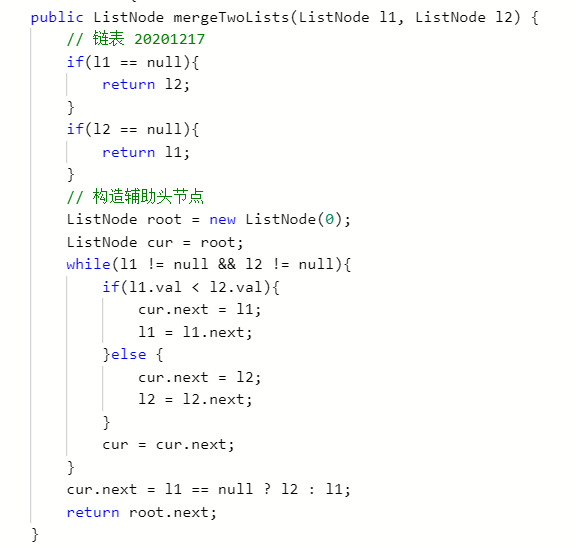 public ListNode mergeTwoLists(ListNode l1, ListNode l2) {
    // 链表 20201217
    if(l1 == null){
        return l2;
    }
    if(l2 == null){
        return l1;
    }
    // 构造辅助头节点
    ListNode root = new ListNode(0);
    ListNode cur = root;
    while(l1 != null && l2 != null){
        if(l1.val < l2.val){
            cur.next = l1;
            l1 = l1.next;
        }else {
            cur.next = l2;
            l2 = l2.next;
        }
        cur = cur.next;
    }
    cur.next = l1 == null ? l2 : l1;
    return root.next;
}